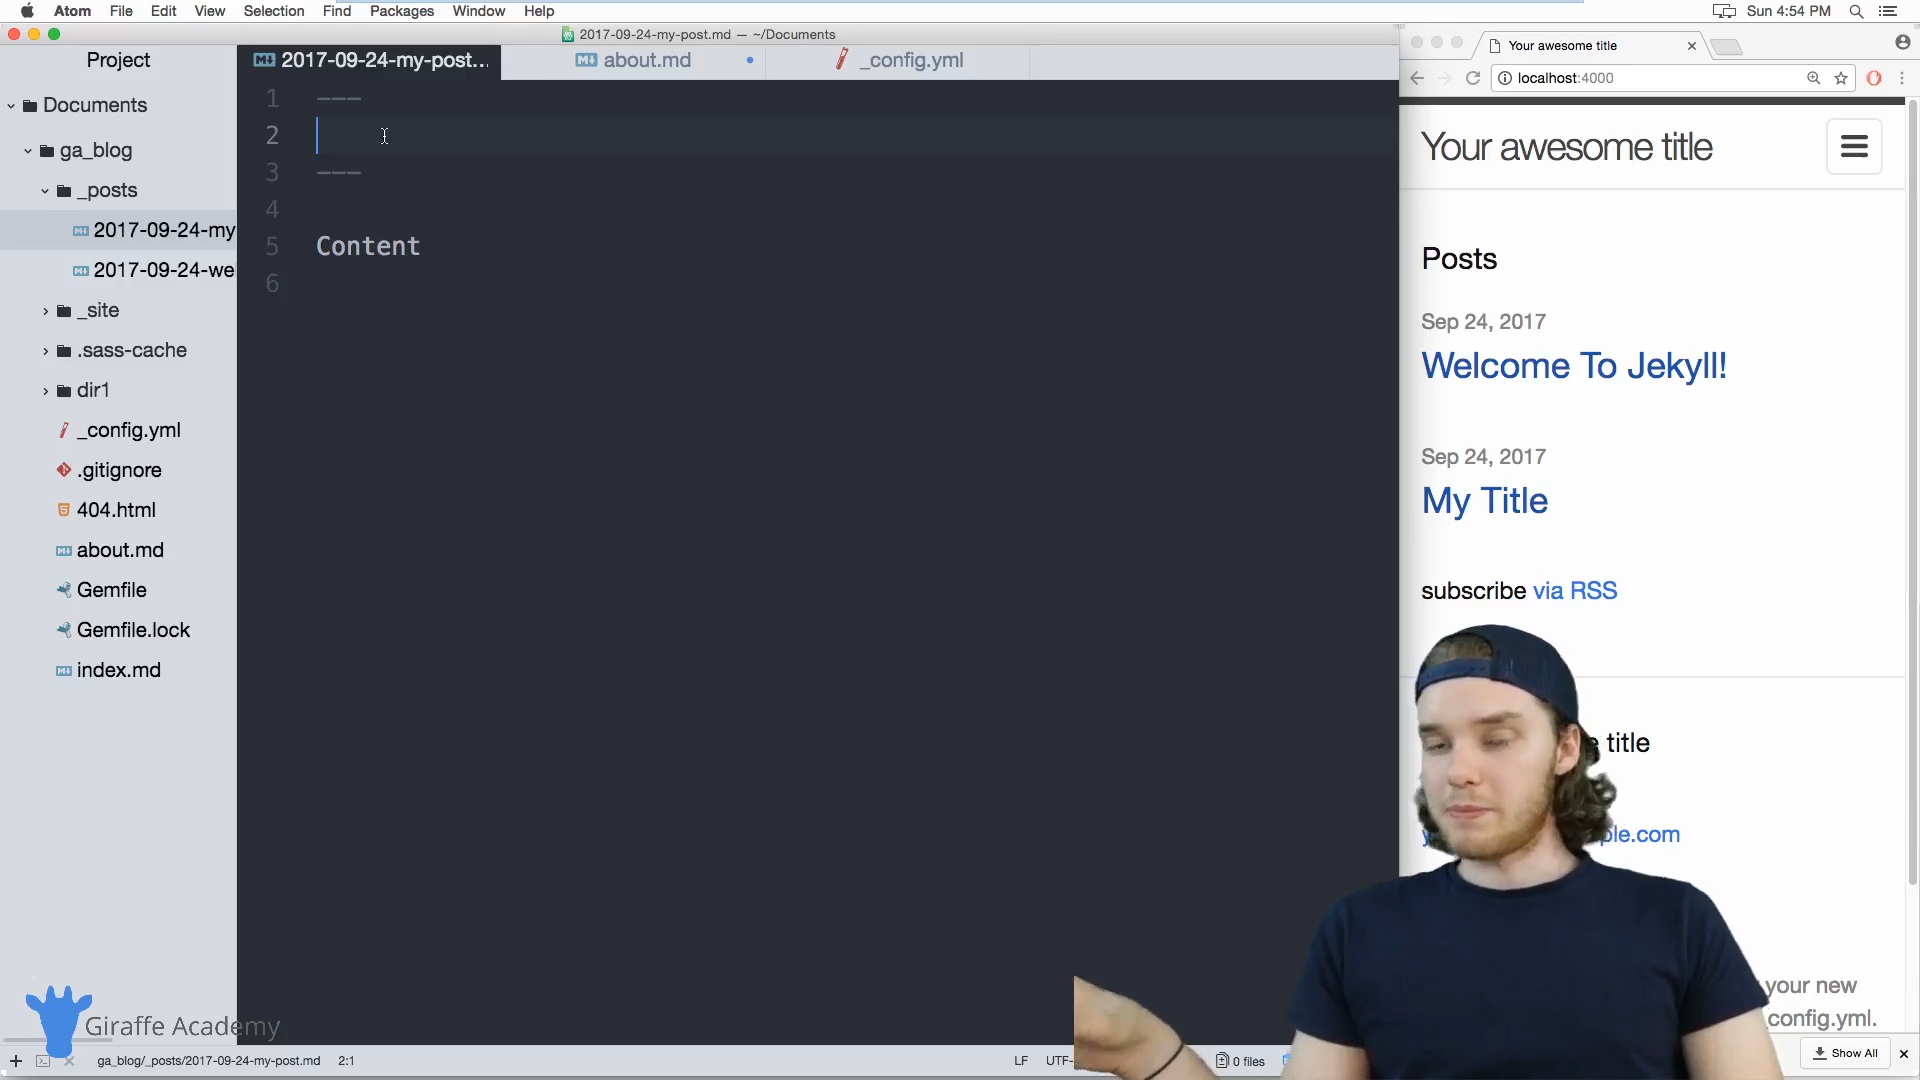 Atom File Edit View Selection Find Packages Window Help
Sun 4:54 PM
2017-09-24-my-post.md — ~/Documents
Project
2017-09-24-my-post...
about.md
_config.yml
Your awesome title
localhost:4000
Documents
ga_blog
_posts
2017-09-24-my
2017-09-24-we
_site
.sass-cache
dir1
_config.yml
.gitignore
404.html
about.md
Gemfile
Gemfile.lock
index.md
1 ---
2
3 ---
4
5 Content
6
Your awesome title
Posts
Sep 24, 2017
Welcome To Jekyll!
Sep 24, 2017
My Title
subscribe via RSS
title
ple.com
your new
config.yml.
Giraffe Academy
ga_blog/_posts/2017-09-24-my-post.md 2:1
LF UTF-
0 files
Show All